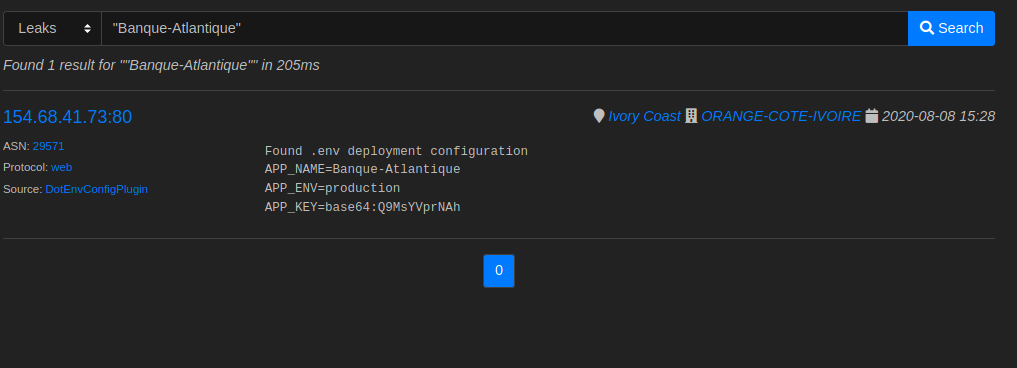 Leaks "Banque-Atlantique" Search
Found 1 result for ""Banque-Atlantique"" in 205ms
154.68.41.73:80 Ivory Coast ORANGE-COTE-IVOIRE 2020-08-08 15:28
ASN: 29571
Protocol: web
Source: DotEnvConfigPlugin
Found .env deployment configuration
APP_NAME=Banque-Atlantique
APP_ENV=production
APP_KEY=base64:Q9MsYVprNAh
0